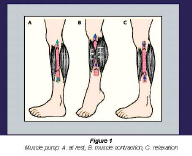 A
B
C
Figure 1
Muscle pump: A. at rest, B. muscle contraction, C. relaxation